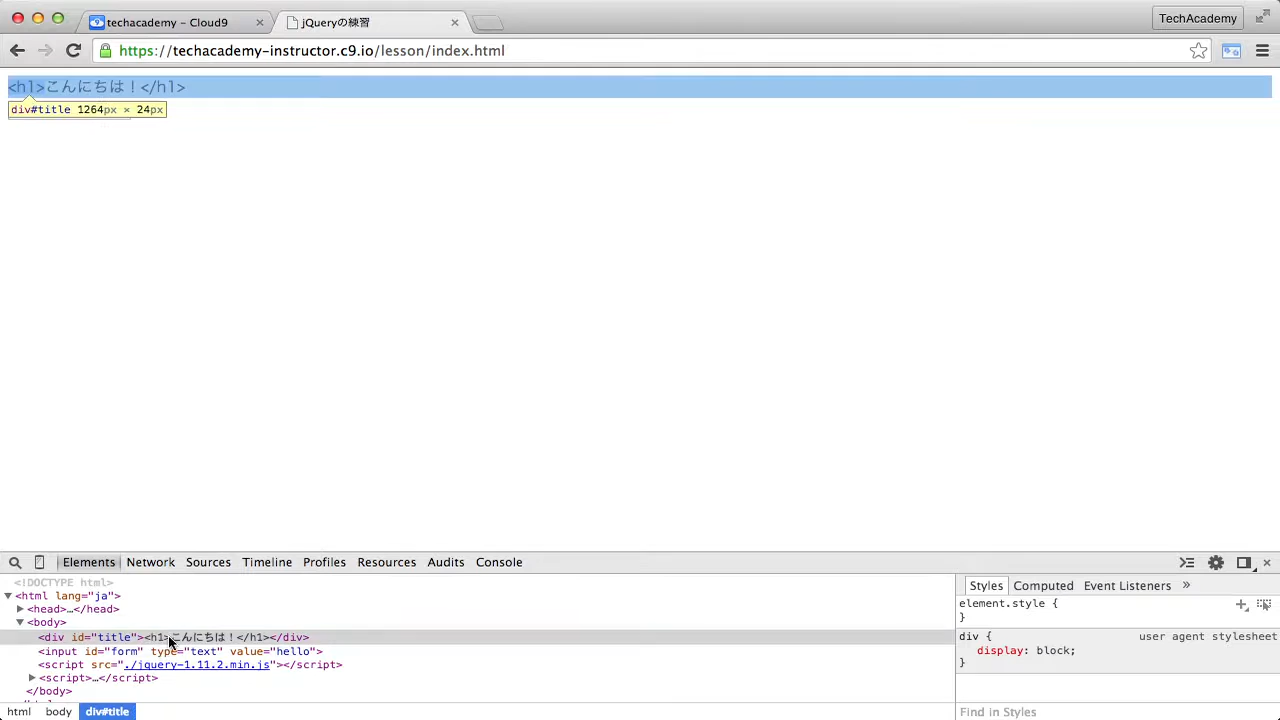 techacademy – Cloud9
jQueryの練習
TechAcademy
https://techacademy-instructor.c9.io/lesson/index.html
<h1>こんにちは！</h1>
div#title 1264px × 24px
Elements Network Sources Timeline Profiles Resources Audits Console
<!DOCTYPE html>
<html lang="ja">
<head>…</head>
<body>
<div id="title"><h1>こんにちは！</h1></div>
<input id="form" type="text" value="hello">
<script src="./jquery-1.11.2.min.js"></script>
<script>…</script>
</body>
html body div#title
Styles Computed Event Listeners »
element.style {
}
div { user agent stylesheet
display: block;
}
Find in Styles